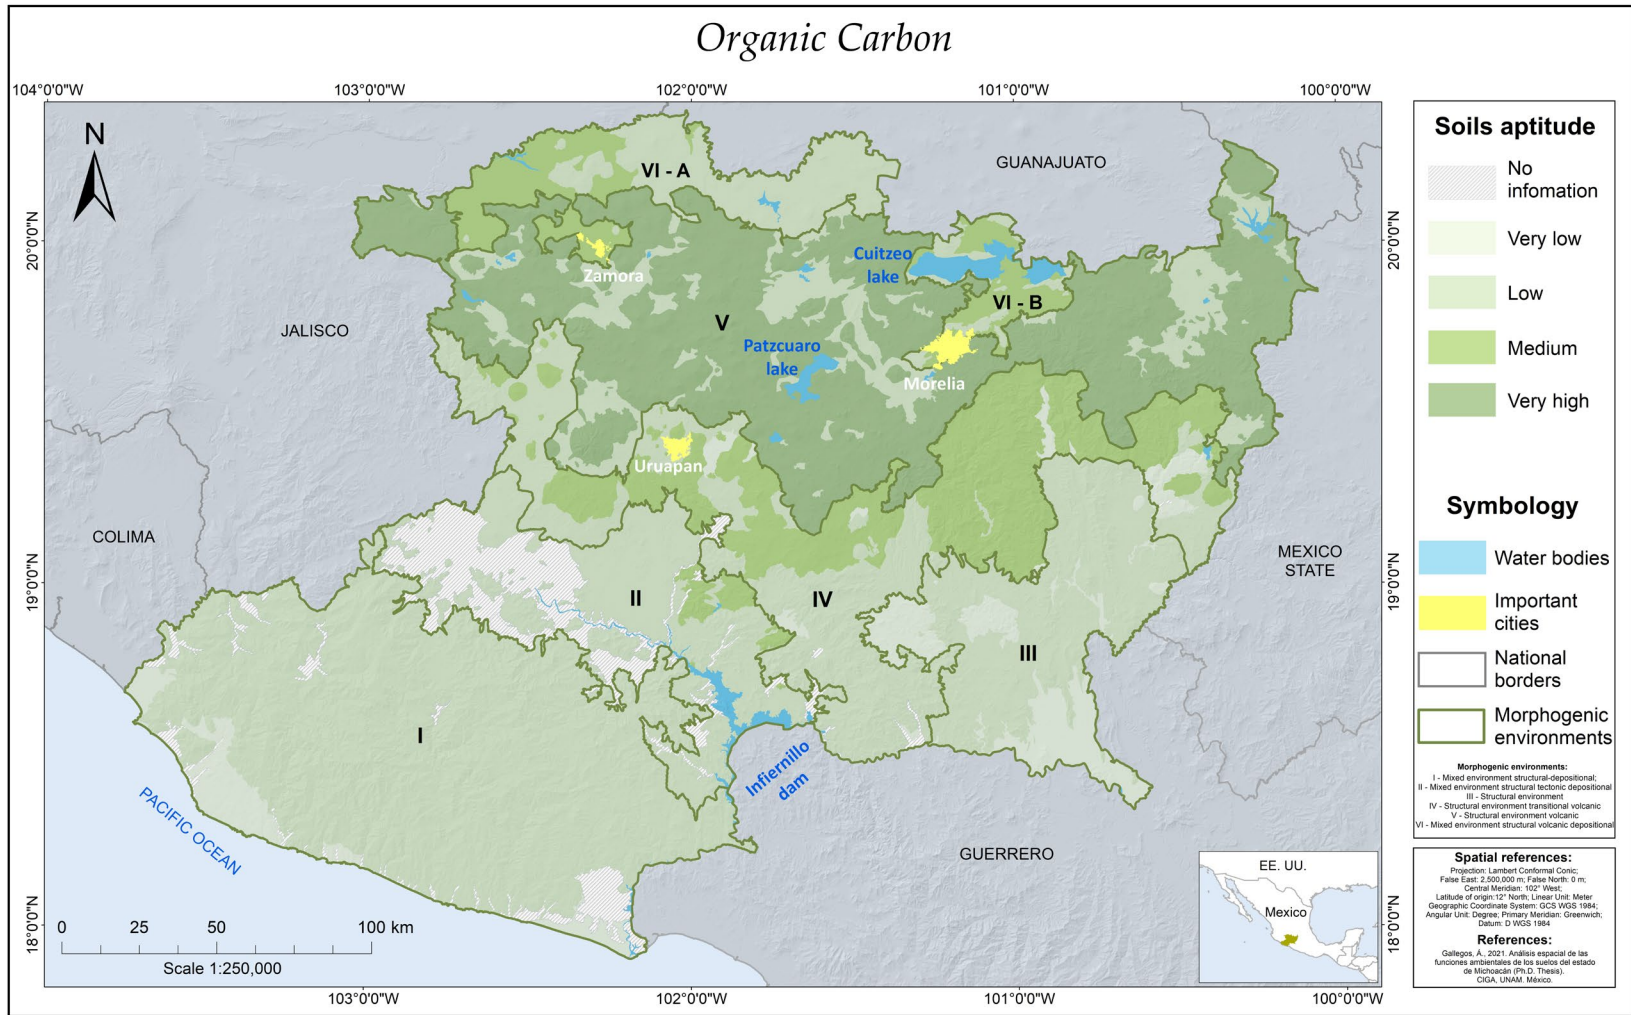 Organic Carbon
104°0'0"W
103°0'0"W
102°0'0"W
101°0'0"W
100°0'0"W
N
20°0'0"N
20°0'0"N
19°0'0"N
19°0'0"N
18°0'0"N
18°0'0"N
VI - A
GUANAJUATO
Zamora
Cuitzeo
lake
VI - B
JALISCO
V
Patzcuaro
lake
Morelia
Uruapan
COLIMA
MEXICO
STATE
II
IV
III
I
Infiernillo
dam
PACIFIC OCEAN
GUERRERO
0 25 50 100 km
Scale 1:250,000
103°0'0"W
102°0'0"W
101°0'0"W
100°0'0"W
EE. UU.
Mexico
Soils aptitude
No
infomation
Very low
Low
Medium
Very high
Symbology
Water bodies
Important
cities
National
borders
Morphogenic
environments
Morphogenic environments:
I - Mixed environment structural-depositional;
II - Mixed environment structural tectonic depositional
III - Structural environment
IV - Structural environment transitional volcanic
V - Structural environment volcanic
VI - Mixed environment structural volcanic depositional
Spatial references:
Projection: Lambert Conformal Conic;
False East: 2,500,000 m; False North: 0 m;
Central Meridian: 102° West;
Latitude of origin:12° North; Linear Unit: Meter
Geographic Coordinate System: GCS WGS 1984;
Angular Unit: Degree; Primary Meridian: Greenwich;
Datum: D WGS 1984
References:
Gallegos, Á., 2021. Análisis espacial de las
funciones ambientales de los suelos del estado
de Michoacán (Ph.D. Thesis).
CIGA, UNAM. México.